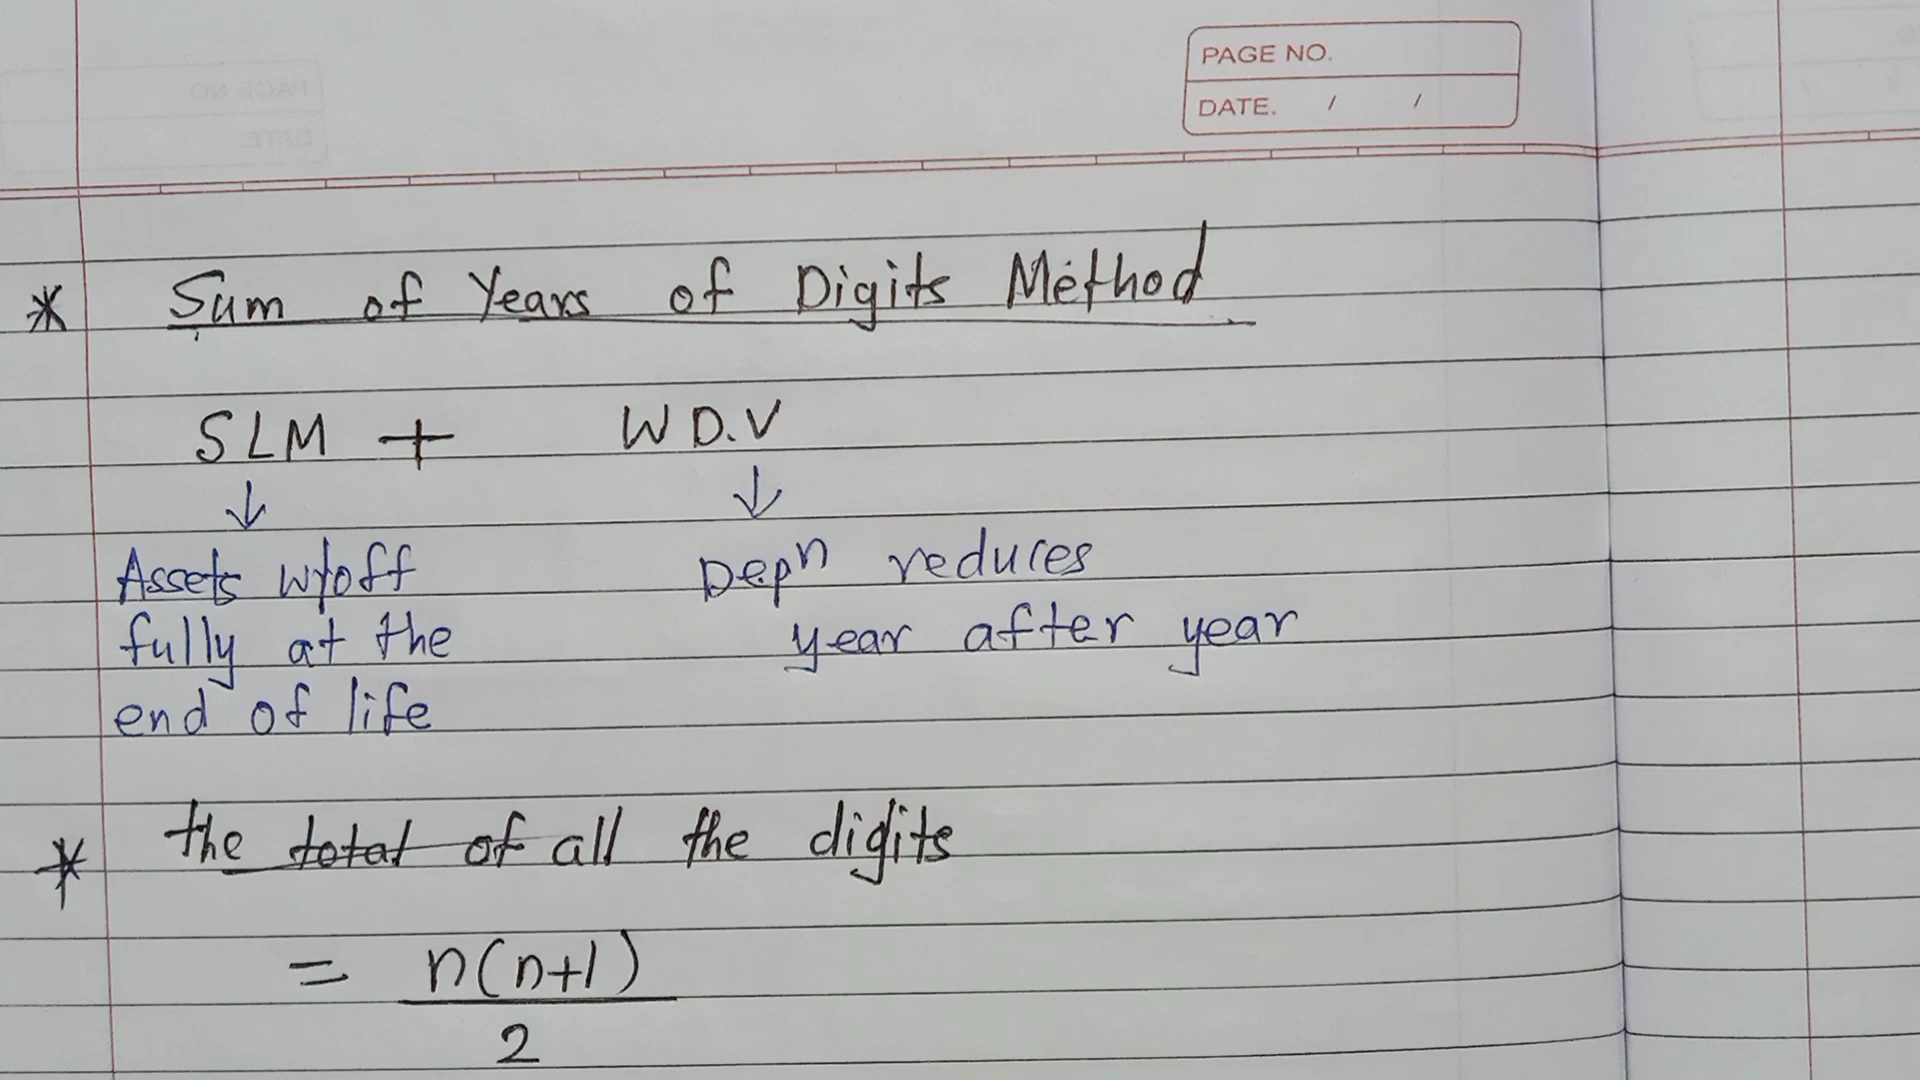 PAGE NO.
DATE. / /
* Sum of Years of Digits Method
SLM + W D.V
↓ ↓
Assets w/off Depn reduces
fully at the year after year
end of life
* the total of all the digits
= n(n+1)
2